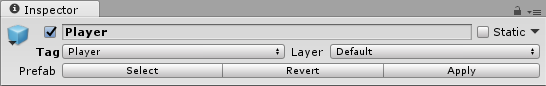 Inspector
Player Static
Tag Player Layer Default
Prefab Select Revert Apply